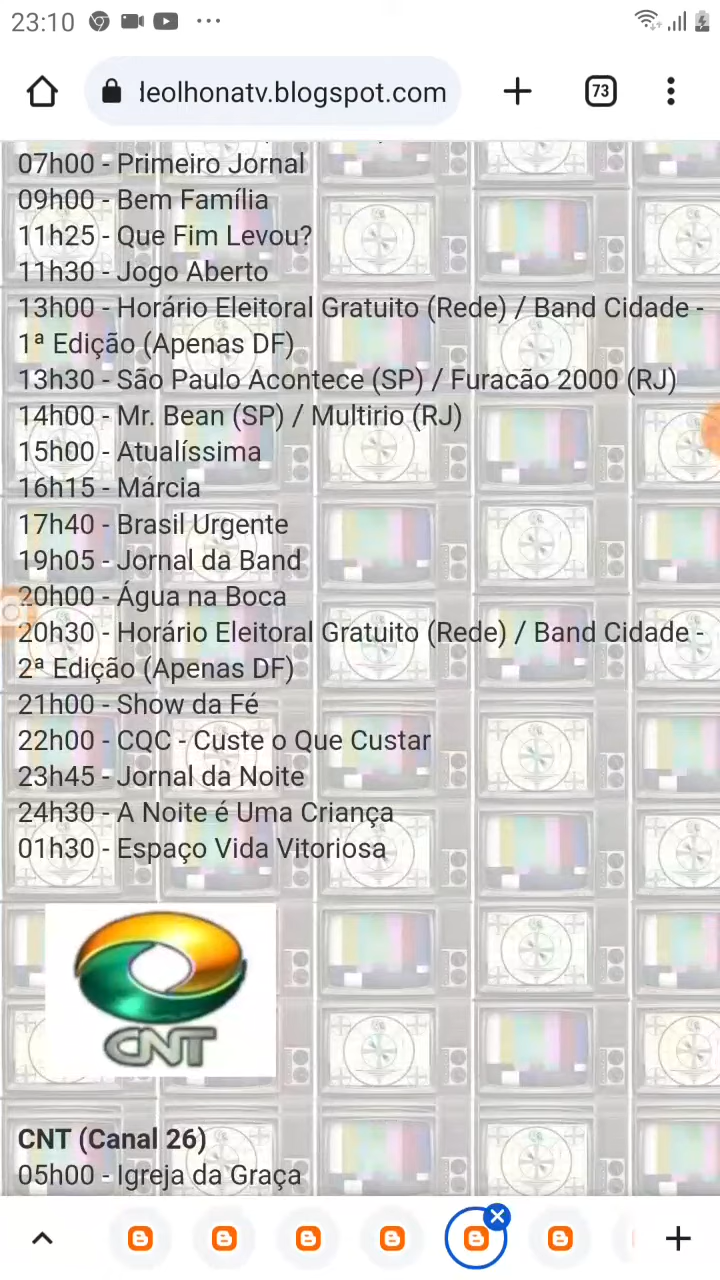 23:10
deolhonatv.blogspot.com
73
07h00 - Primeiro Jornal
09h00 - Bem Família
11h25 - Que Fim Levou?
11h30 - Jogo Aberto
13h00 - Horário Eleitoral Gratuito (Rede) / Band Cidade -
1ª Edição (Apenas DF)
13h30 - São Paulo Acontece (SP) / Furacão 2000 (RJ)
14h00 - Mr. Bean (SP) / Multirio (RJ)
15h00 - Atualíssima
16h15 - Márcia
17h40 - Brasil Urgente
19h05 - Jornal da Band
20h00 - Água na Boca
20h30 - Horário Eleitoral Gratuito (Rede) / Band Cidade -
2ª Edição (Apenas DF)
21h00 - Show da Fé
22h00 - CQC - Custe o Que Custar
23h45 - Jornal da Noite
24h30 - A Noite é Uma Criança
01h30 - Espaço Vida Vitoriosa
CNT
CNT (Canal 26)
05h00 - Igreja da Graça